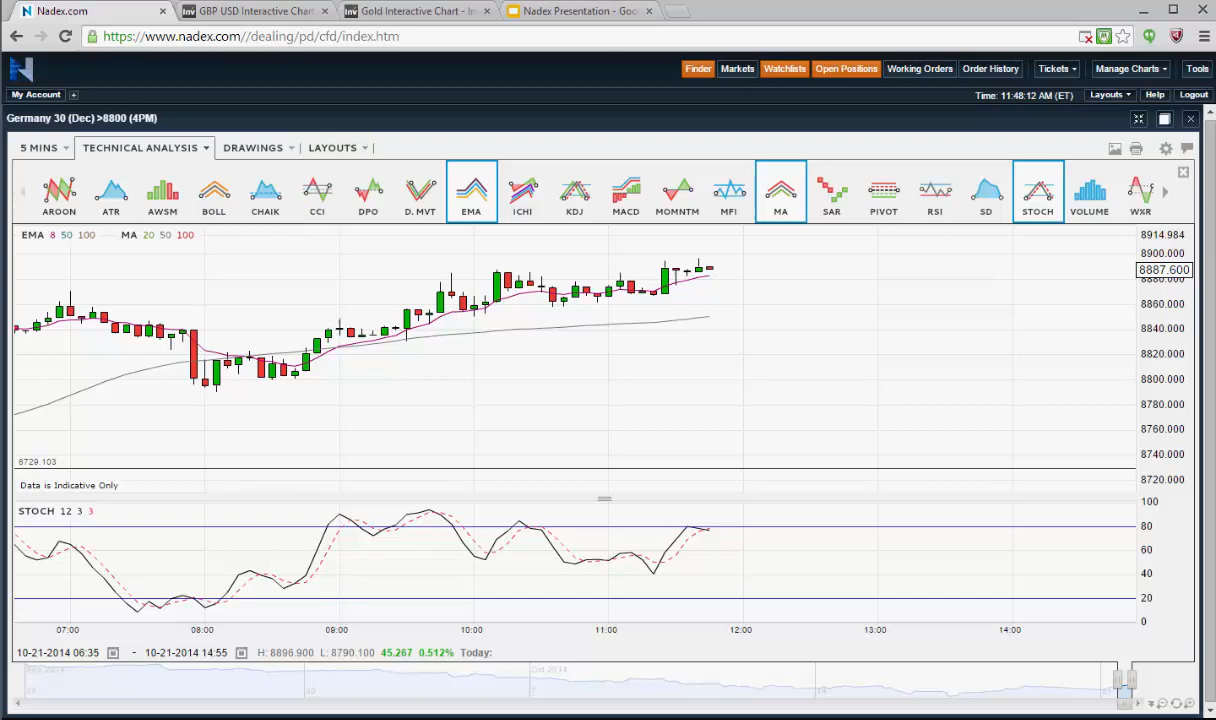 Nadex.com
GBP USD Interactive Chart
Gold Interactive Chart - In
Nadex Presentation - Goo
https://www.nadex.com//dealing/pd/cfd/index.htm
Finder Markets Watchlists Open Positions Working Orders Order History Tickets Manage Charts Tools
My Account + Time: 11:48:12 AM (ET) Layouts Help Logout
Germany 30 (Dec) >8800 (4PM)
5 MINS TECHNICAL ANALYSIS DRAWINGS LAYOUTS
AROON ATR AWSM BOLL CHAIK CCI DPO D. MVT EMA ICHI KDJ MACD MOMNTM MFI MA SAR PIVOT RSI SD STOCH VOLUME W%R
EMA 8 50 100 MA 20 50 100
8914.984
8900.000
8887.600
8880.000
8860.000
8840.000
8820.000
8800.000
8780.000
8760.000
8740.000
8729.103
8720.000
Data is Indicative Only
100
STOCH 12 3 3
80
60
40
20
0
07:00 08:00 09:00 10:00 11:00 12:00 13:00 14:00
10-21-2014 06:35 - 10-21-2014 14:55 H: 8896.900 L: 8790.100 45.267 0.512% Today:
Oct 2014